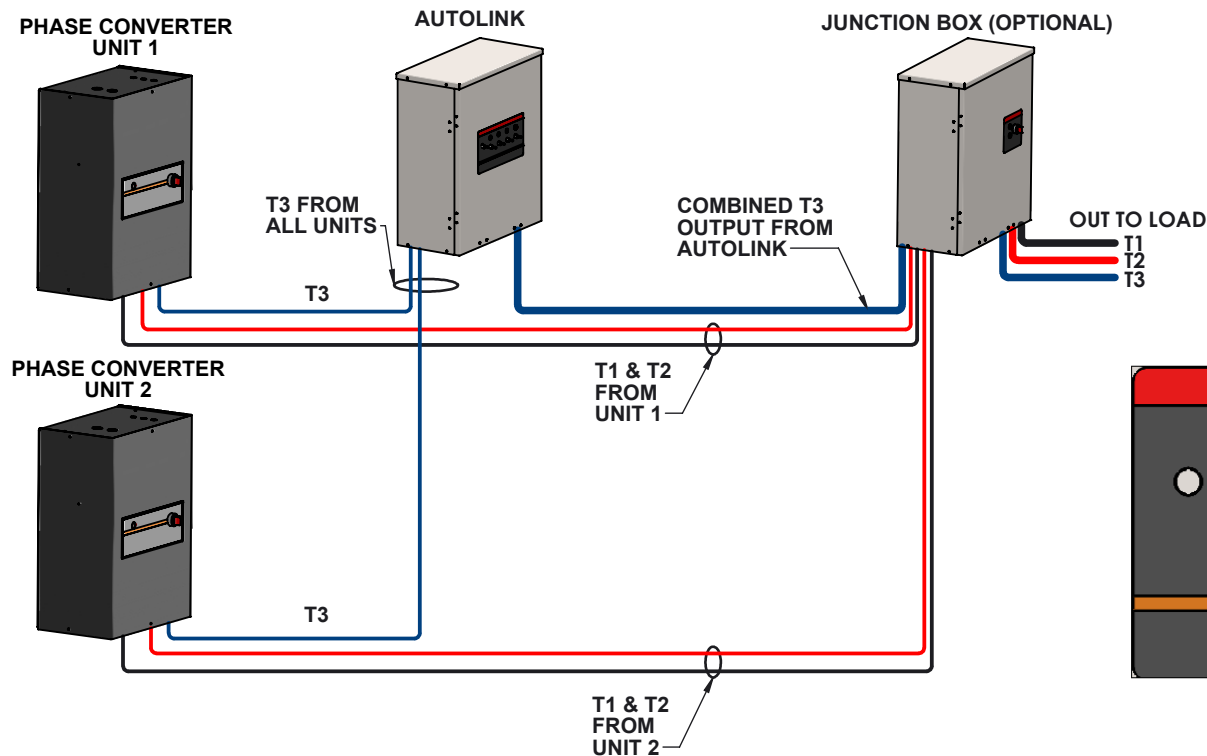 PHASE CONVERTER
UNIT 1
AUTOLINK
JUNCTION BOX (OPTIONAL)
T3 FROM
ALL UNITS
COMBINED T3
OUTPUT FROM
AUTOLINK
OUT TO LOAD
T1
T2
T3
T3
T1 & T2
FROM
UNIT 1
PHASE CONVERTER
UNIT 2
T3
T1 & T2
FROM
UNIT 2